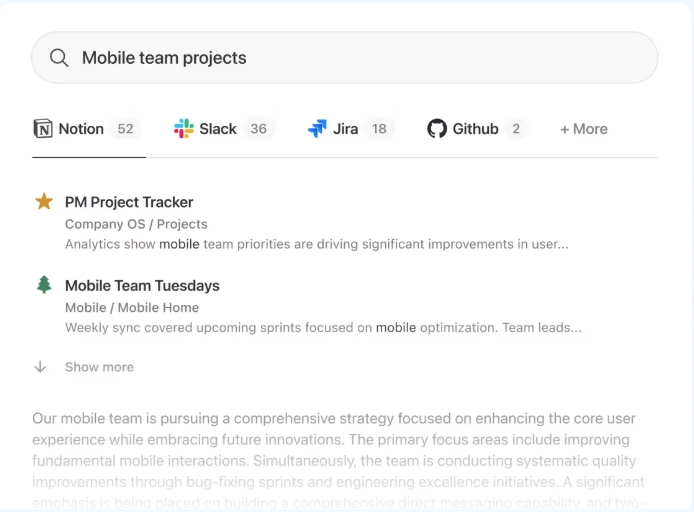 Mobile team projects
Notion 52 Slack 36 Jira 18 Github 2 + More
PM Project Tracker
Company OS / Projects
Analytics show mobile team priorities are driving significant improvements in user...
Mobile Team Tuesdays
Mobile / Mobile Home
Weekly sync covered upcoming sprints focused on mobile optimization. Team leads...
Show more
Our mobile team is pursuing a comprehensive strategy focused on enhancing the core user
experience while embracing future innovations. The primary focus areas include improving
fundamental mobile interactions. Simultaneously, the team is conducting systematic quality
improvements through bug-fixing sprints and engineering excellence initiatives. A significant
emphasis is being placed on building a comprehensive direct messaging capability, and two-